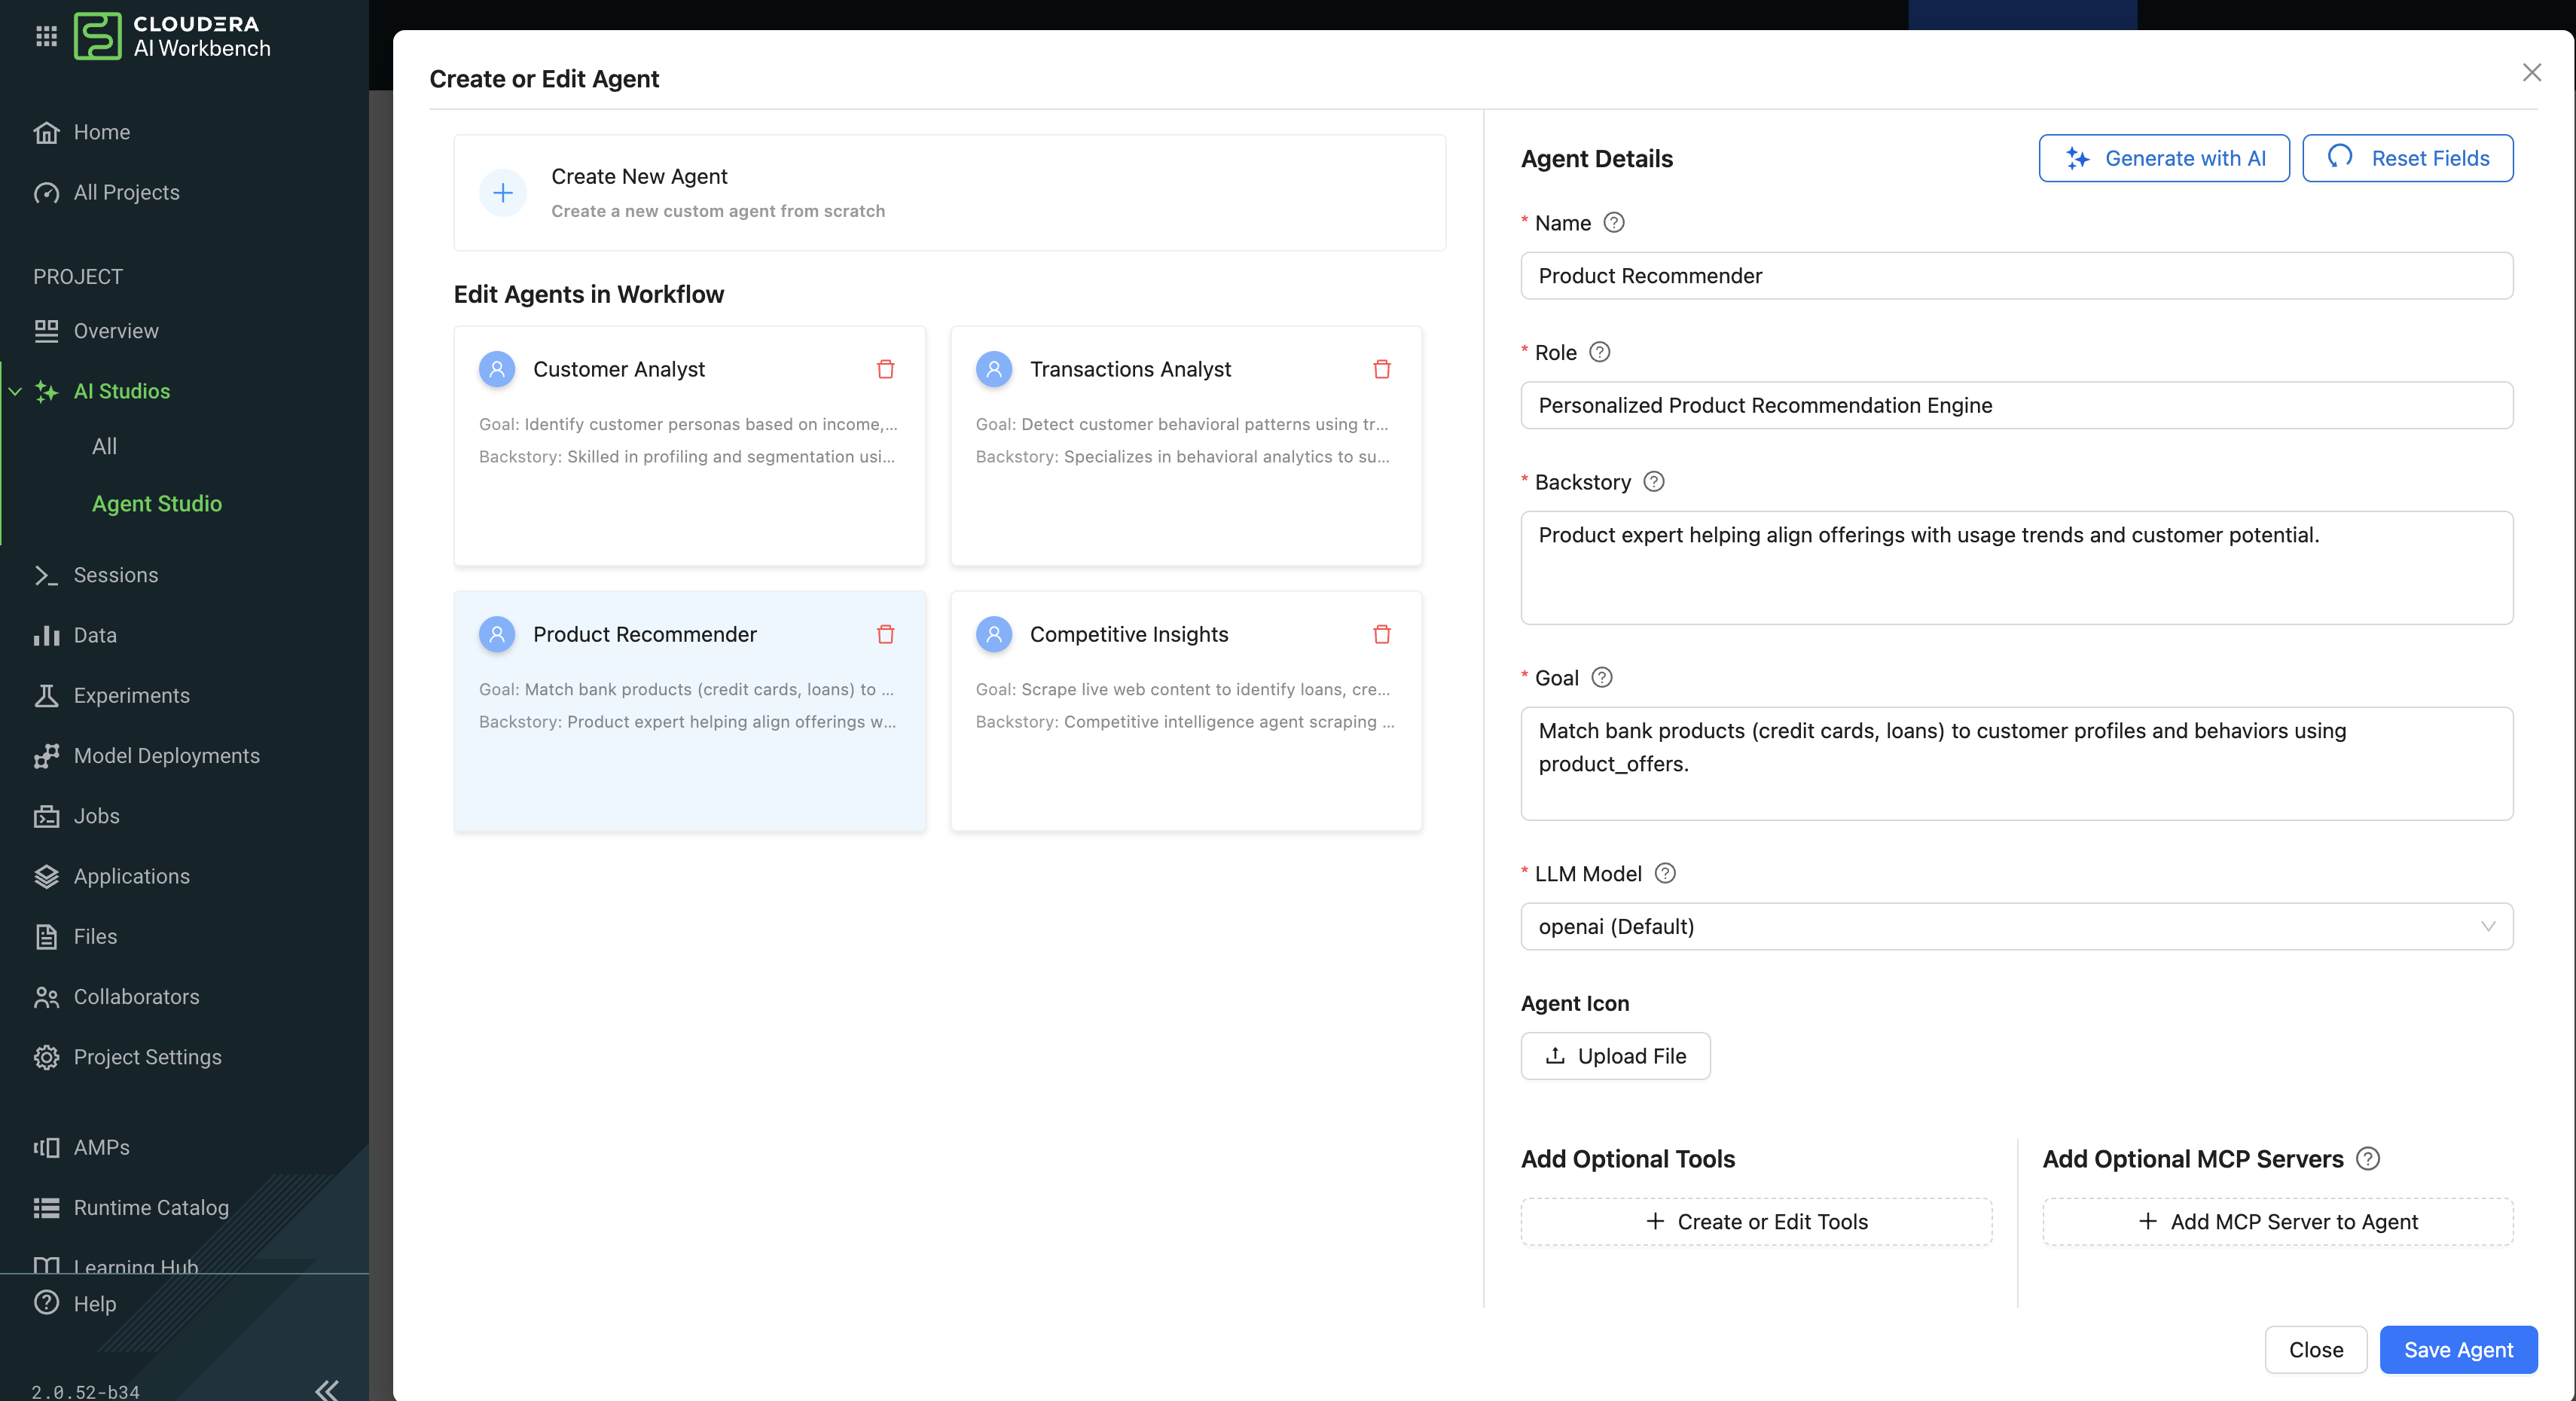 CLOUDERA
AI Workbench
Home
All Projects
PROJECT
Overview
AI Studios
All
Agent Studio
Sessions
Data
Experiments
Model Deployments
Jobs
Applications
Files
Collaborators
Project Settings
AMPs
Runtime Catalog
Learning Hub
Help
2.0.52-b34
Create or Edit Agent
Create New Agent
Create a new custom agent from scratch
Edit Agents in Workflow
Customer Analyst
Goal: Identify customer personas based on income,...
Backstory: Skilled in profiling and segmentation usi...
Transactions Analyst
Goal: Detect customer behavioral patterns using tr...
Backstory: Specializes in behavioral analytics to su...
Product Recommender
Goal: Match bank products (credit cards, loans) to ...
Backstory: Product expert helping align offerings w...
Competitive Insights
Goal: Scrape live web content to identify loans, cre...
Backstory: Competitive intelligence agent scraping ...
Agent Details
Generate with AI
Reset Fields
* Name
Product Recommender
* Role
Personalized Product Recommendation Engine
* Backstory
Product expert helping align offerings with usage trends and customer potential.
* Goal
Match bank products (credit cards, loans) to customer profiles and behaviors using
product_offers.
* LLM Model
openai (Default)
Agent Icon
Upload File
Add Optional Tools
Create or Edit Tools
Add Optional MCP Servers
Add MCP Server to Agent
Close
Save Agent